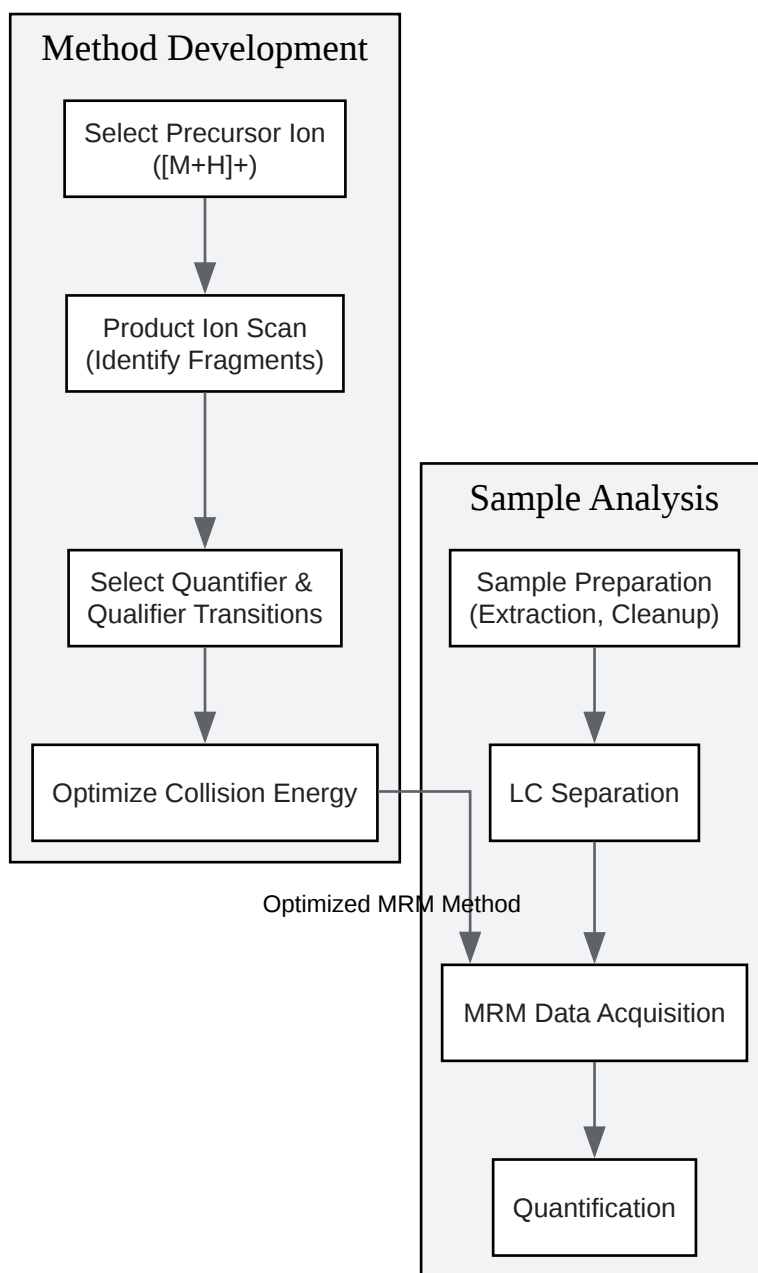 Method Development
Select Precursor Ion
([M+H]+)
Product Ion Scan
(Identify Fragments)
Select Quantifier &
Qualifier Transitions
Optimize Collision Energy
Optimized MRM Method
Sample Analysis
Sample Preparation
(Extraction, Cleanup)
LC Separation
MRM Data Acquisition
Quantification